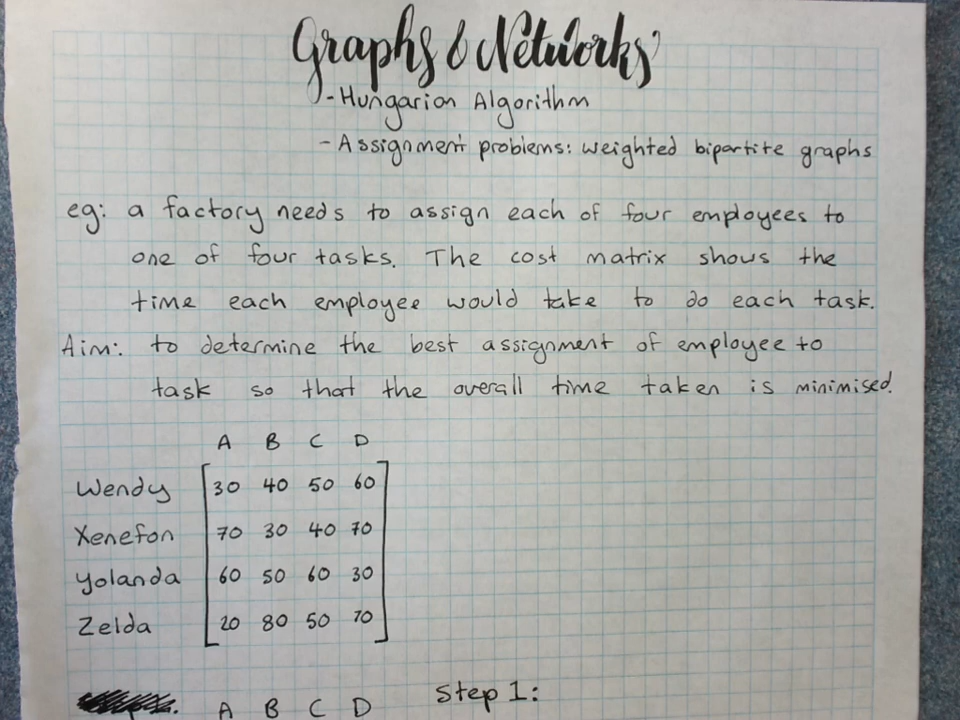 Graphs & Networks
- Hungarian Algorithm
- Assignment problems: weighted bipartite graphs
eg: a factory needs to assign each of four employees to
one of four tasks. The cost matrix shows the
time each employee would take to do each task.
Aim: to determine the best assignment of employee to
task so that the overall time taken is minimised.
A B C D
Wendy 30 40 50 60
Xenefon 70 30 40 70
Yolanda 60 50 60 30
Zelda 20 80 50 70
Step 1:
A B C D